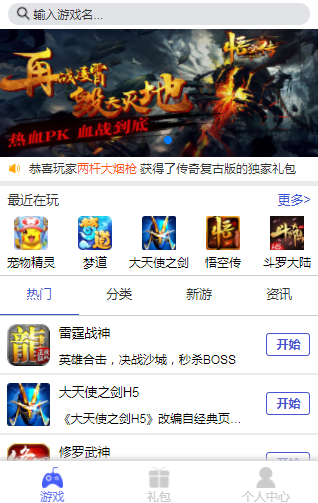 输入游戏名...
再战凌霄
毁天灭地
悟空传
热血PK 血战到底
恭喜玩家两杆大烟枪 获得了传奇复古版的独家礼包
最近在玩 更多>
宠物精灵 梦道 大天使之剑 悟空传 斗罗大陆
热门 分类 新游 资讯
雷霆战神
英雄合击，决战沙城，秒杀BOSS
开始
大天使之剑H5
《大天使之剑H5》改编自经典页...
开始
修罗武神
开始
游戏 礼包 个人中心